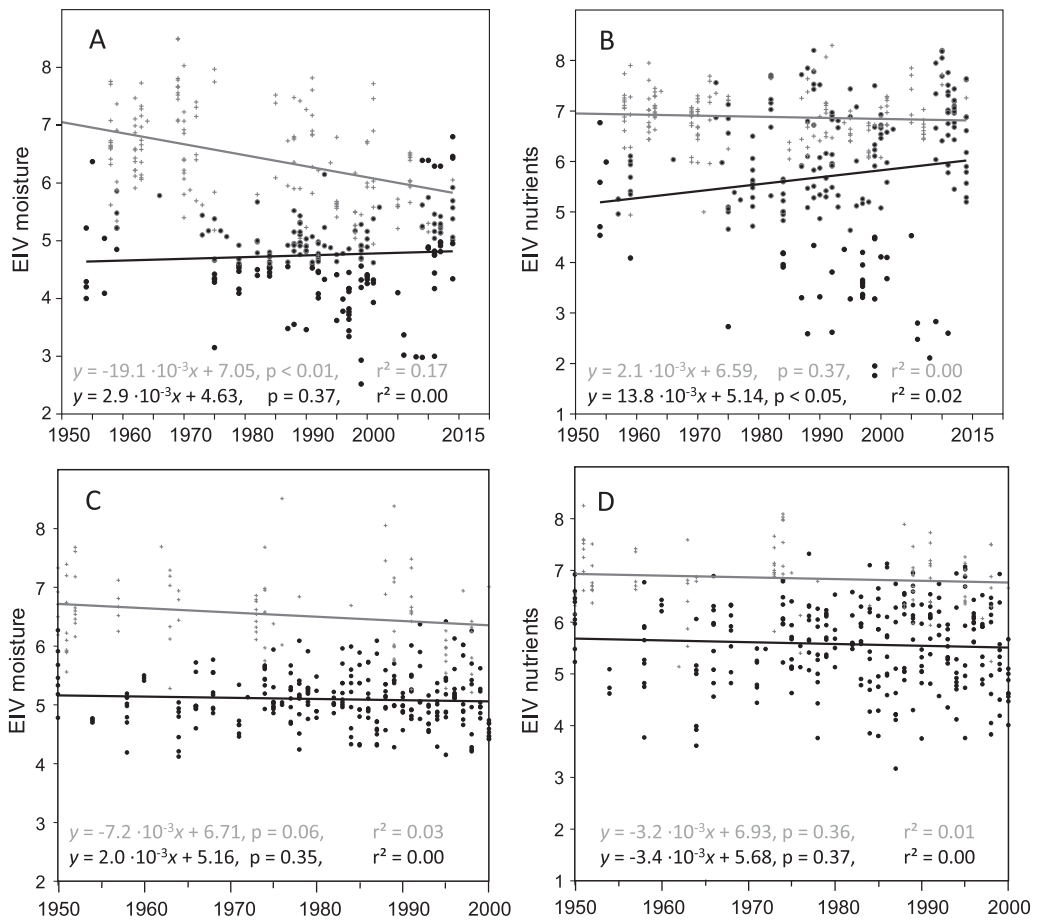 A
EIV moisture
8
7
6
5
4
3
2
y = -19.1 ·10-3x + 7.05, p < 0.01, r² = 0.17
y = 2.9 ·10-3x + 4.63, p = 0.37, r² = 0.00
1950 1960 1970 1980 1990 2000 2015
B
EIV nutrients
8
7
6
5
4
3
2
1
y = 2.1 ·10-3x + 6.59, p = 0.37, r² = 0.00
y = 13.8 ·10-3x + 5.14, p < 0.05, r² = 0.02
1950 1960 1970 1980 1990 2000 2015
C
EIV moisture
8
7
6
5
4
3
2
y = -7.2 ·10-3x + 6.71, p = 0.06, r² = 0.03
y = 2.0 ·10-3x + 5.16, p = 0.35, r² = 0.00
1950 1960 1970 1980 1990 2000
D
EIV nutrients
8
7
6
5
4
3
2
1
y = -3.2 ·10-3x + 6.93, p = 0.36, r² = 0.01
y = -3.4 ·10-3x + 5.68, p = 0.37, r² = 0.00
1950 1960 1970 1980 1990 2000